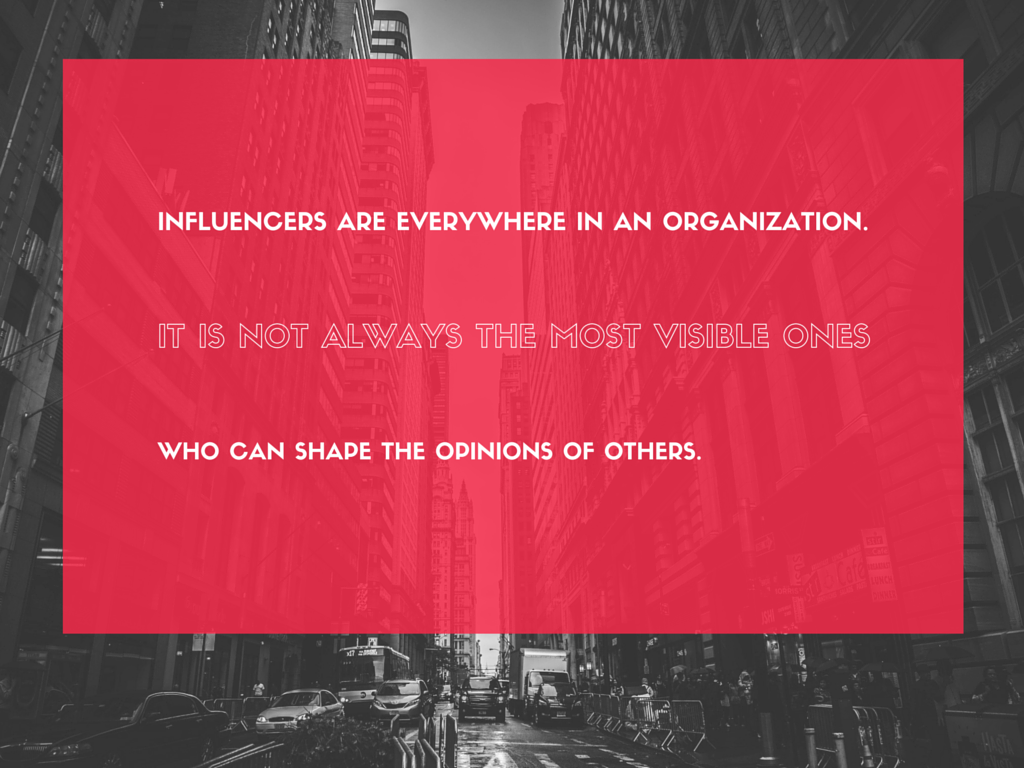 INFLUENCERS ARE EVERYWHERE IN AN ORGANIZATION.
IT IS NOT ALWAYS THE MOST VISIBLE ONES
WHO CAN SHAPE THE OPINIONS OF OTHERS.